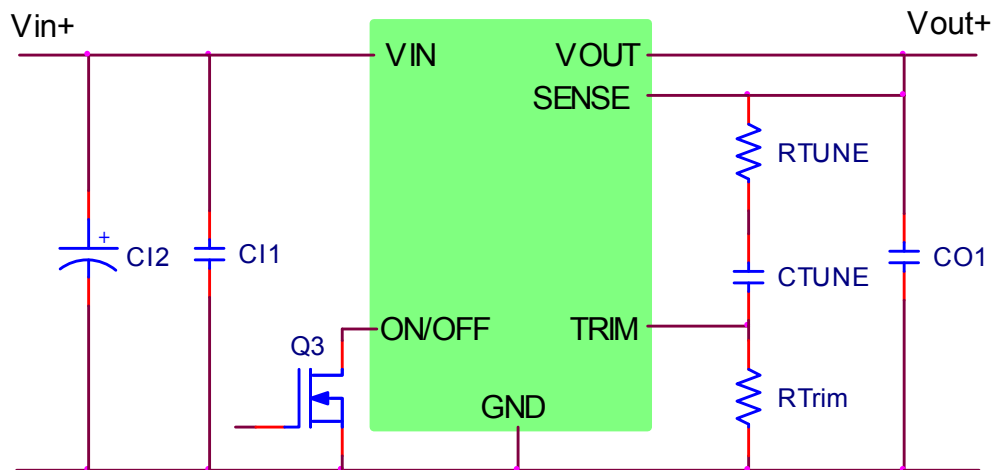 Vin+
Vout+
VIN
VOUT
SENSE
RTUNE
+
CI2
CI1
CTUNE
CO1
ON/OFF
TRIM
Q3
RTrim
GND